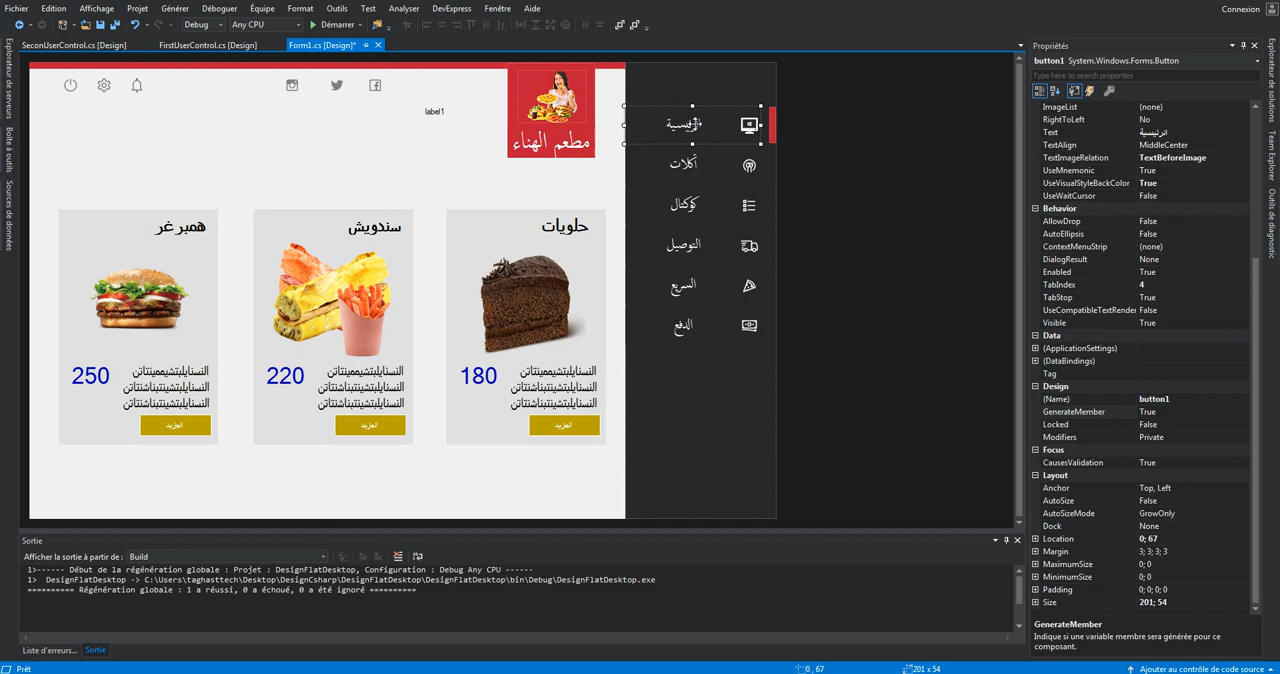 Fichier Edition Affichage Projet Générer Déboguer Équipe Format Outils Test Analyser DevExpress Fenêtre Aide Connexion
Debug Any CPU Démarrer
SeconUserControl.cs [Design] FirstUserControl.cs [Design] Form1.cs [Design]*
Explorateur de serveurs
Boîte à outils
Sources de données
label1
مطعم الهناء
الرئيسية
أكلات
كوكتال
التوصيل
السريع
الدفع
همبرغر
سندويش
حلويات
250
220
180
المزيد
المزيد
المزيد
Propriétés
button1 System.Windows.Forms.Button
Type here to search properties
ImageList (none)
RightToLeft No
Text الرئيسية
TextAlign MiddleCenter
TextImageRelation TextBeforeImage
UseMnemonic True
UseVisualStyleBackColor True
UseWaitCursor False
Behavior
AllowDrop False
AutoEllipsis False
ContextMenuStrip (none)
DialogResult None
Enabled True
TabIndex 4
TabStop True
UseCompatibleTextRender False
Visible True
Data
(ApplicationSettings)
(DataBindings)
Tag
Design
(Name) button1
GenerateMember True
Locked False
Modifiers Private
Focus
CausesValidation True
Layout
Anchor Top, Left
AutoSize False
AutoSizeMode GrowOnly
Dock None
Location 0; 67
Margin 3; 3; 3; 3
MaximumSize 0; 0
MinimumSize 0; 0
Padding 0; 0; 0; 0
Size 201; 54
GenerateMember
Indique si une variable membre sera générée pour ce composant.
Explorateur de solutions
Team Explorer
Outils de diagnostic
Sortie
Afficher la sortie à partir de : Build
1>------ Début de la régénération globale : Projet : DesignFlatDesktop, Configuration : Debug Any CPU ------
1> DesignFlatDesktop -> C:\Users\taghasttech\Desktop\DesignCsharp\DesignFlatDesktop\DesignFlatDesktop\bin\Debug\DesignFlatDesktop.exe
========== Régénération globale : 1 a réussi, 0 a échoué, 0 a été ignoré ==========
Liste d'erreurs... Sortie
Prêt 0 , 67 201 x 54 Ajouter au contrôle de code source